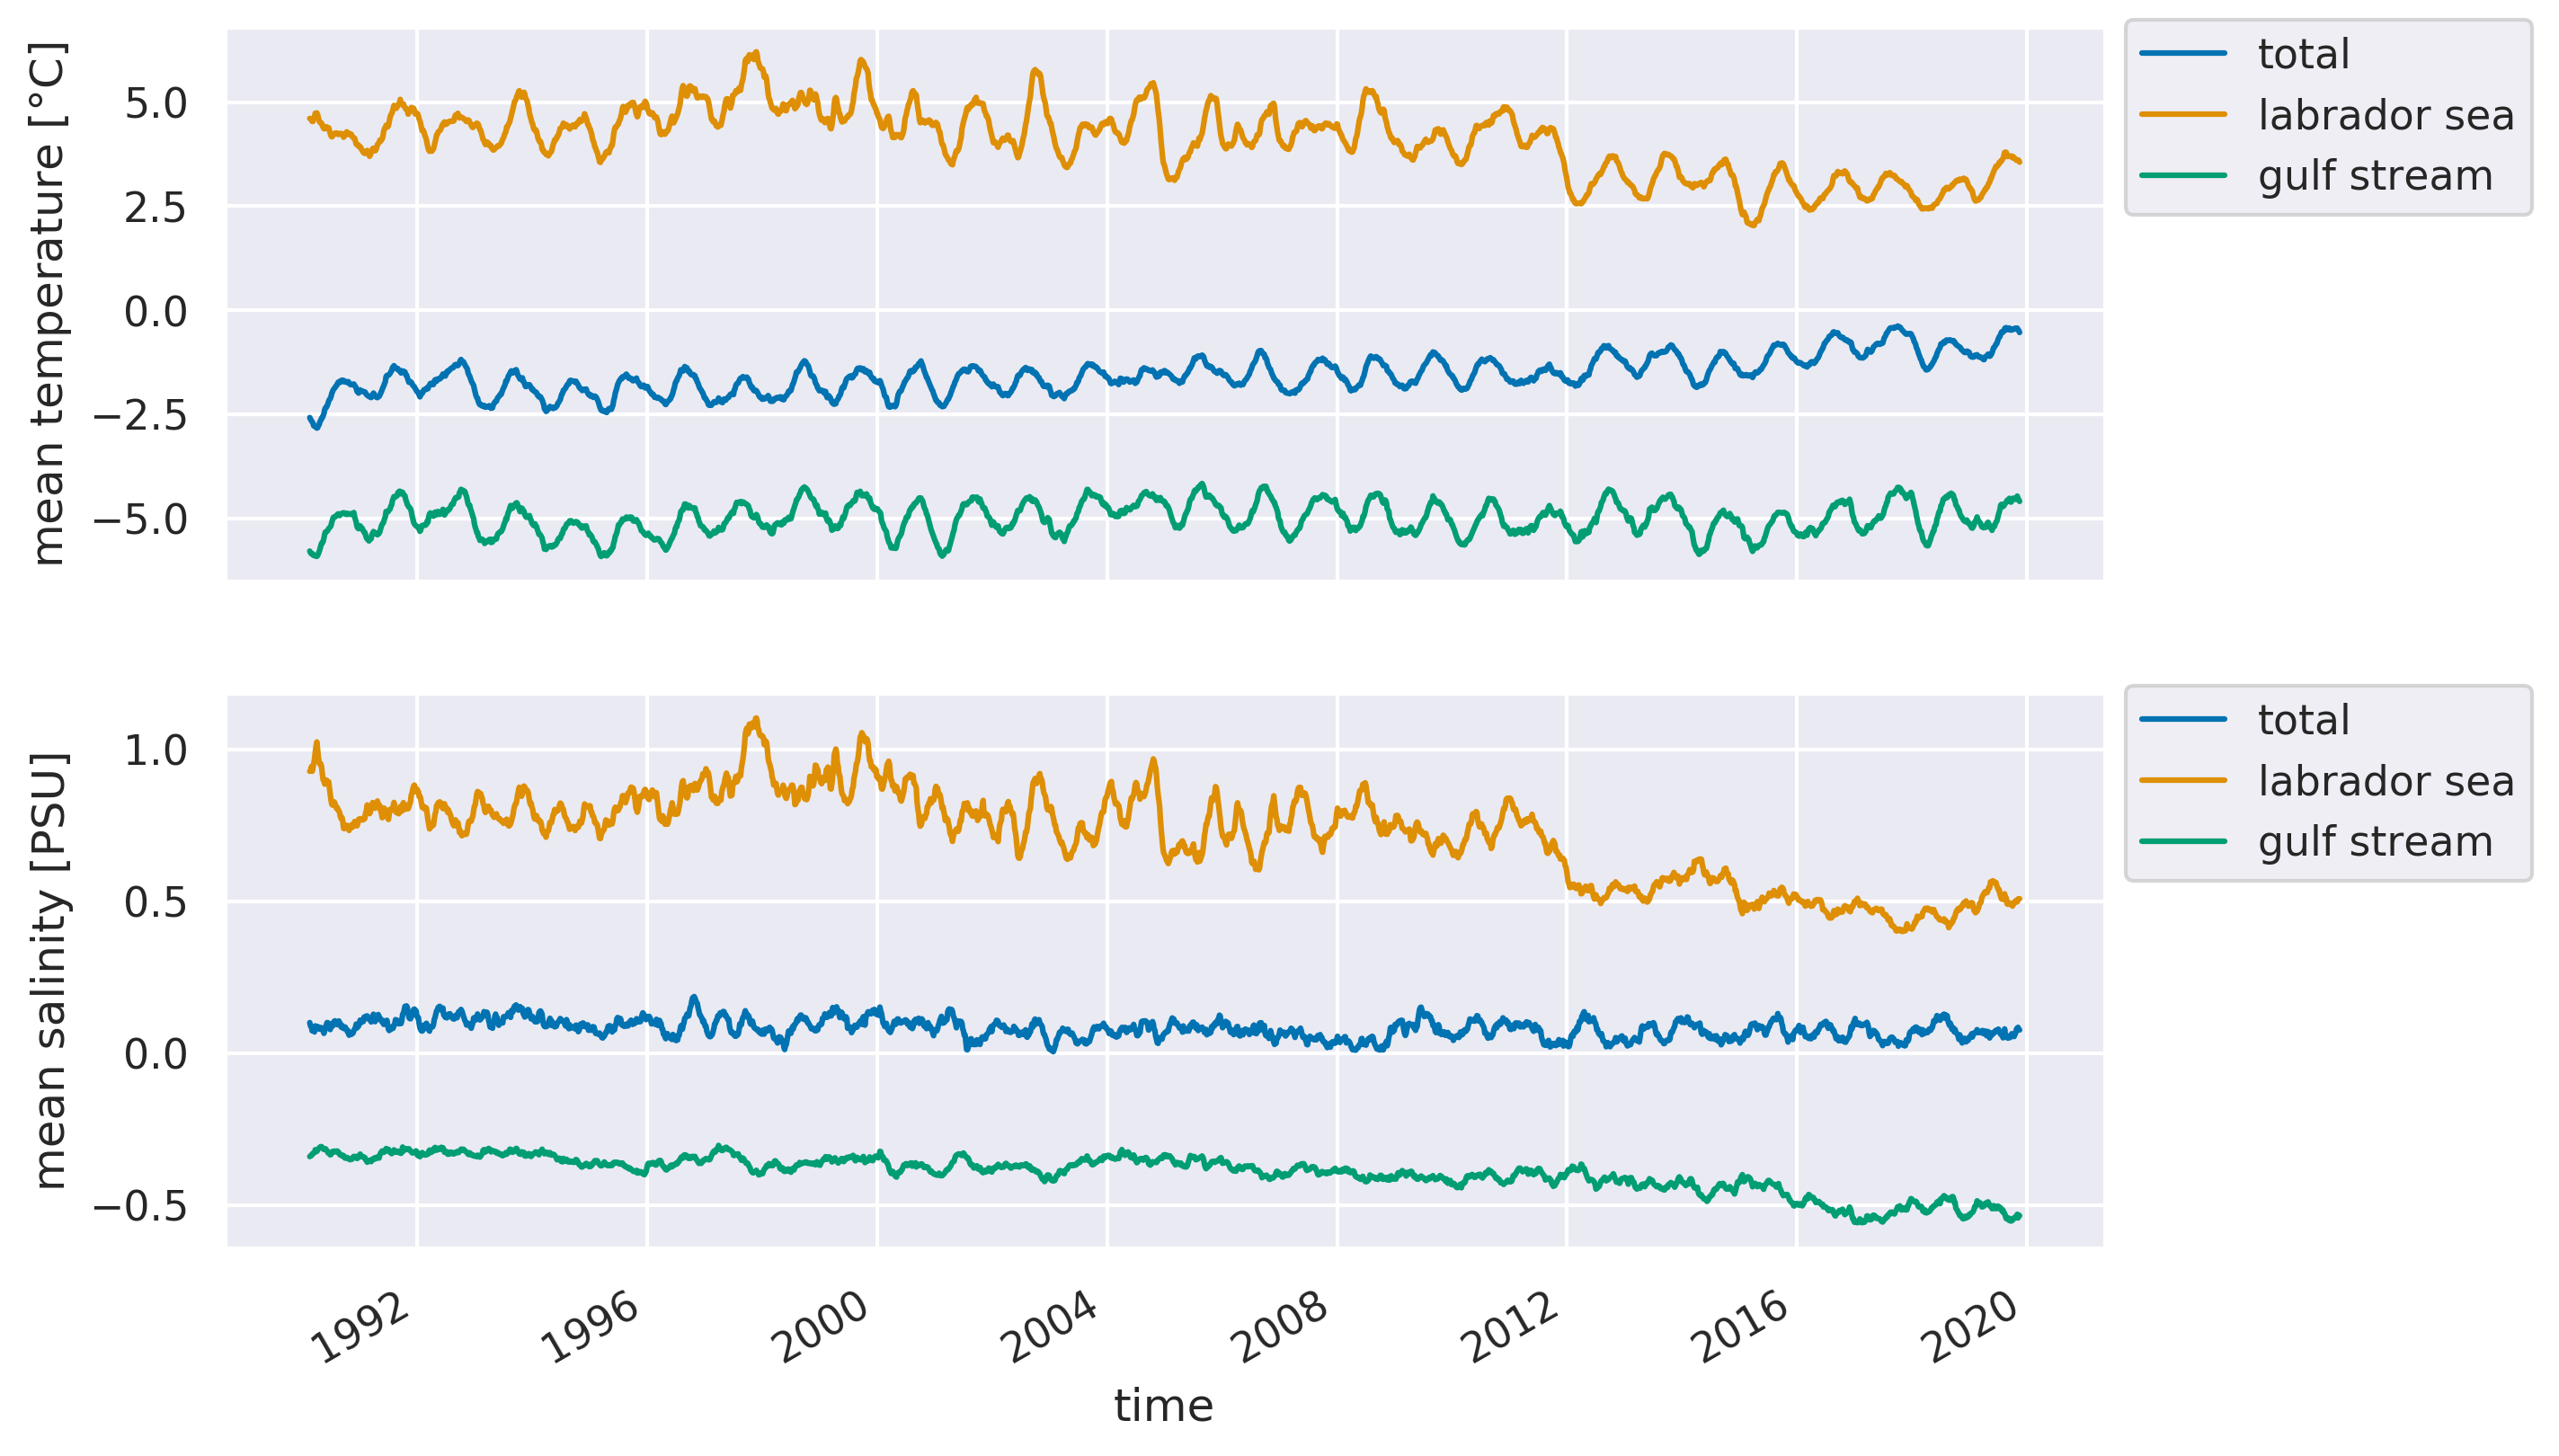 mean temperature [°C]
5.0
2.5
0.0
−2.5
−5.0
total
labrador sea
gulf stream
mean salinity [PSU]
1.0
0.5
0.0
−0.5
total
labrador sea
gulf stream
1992
1996
2000
2004
2008
2012
2016
2020
time